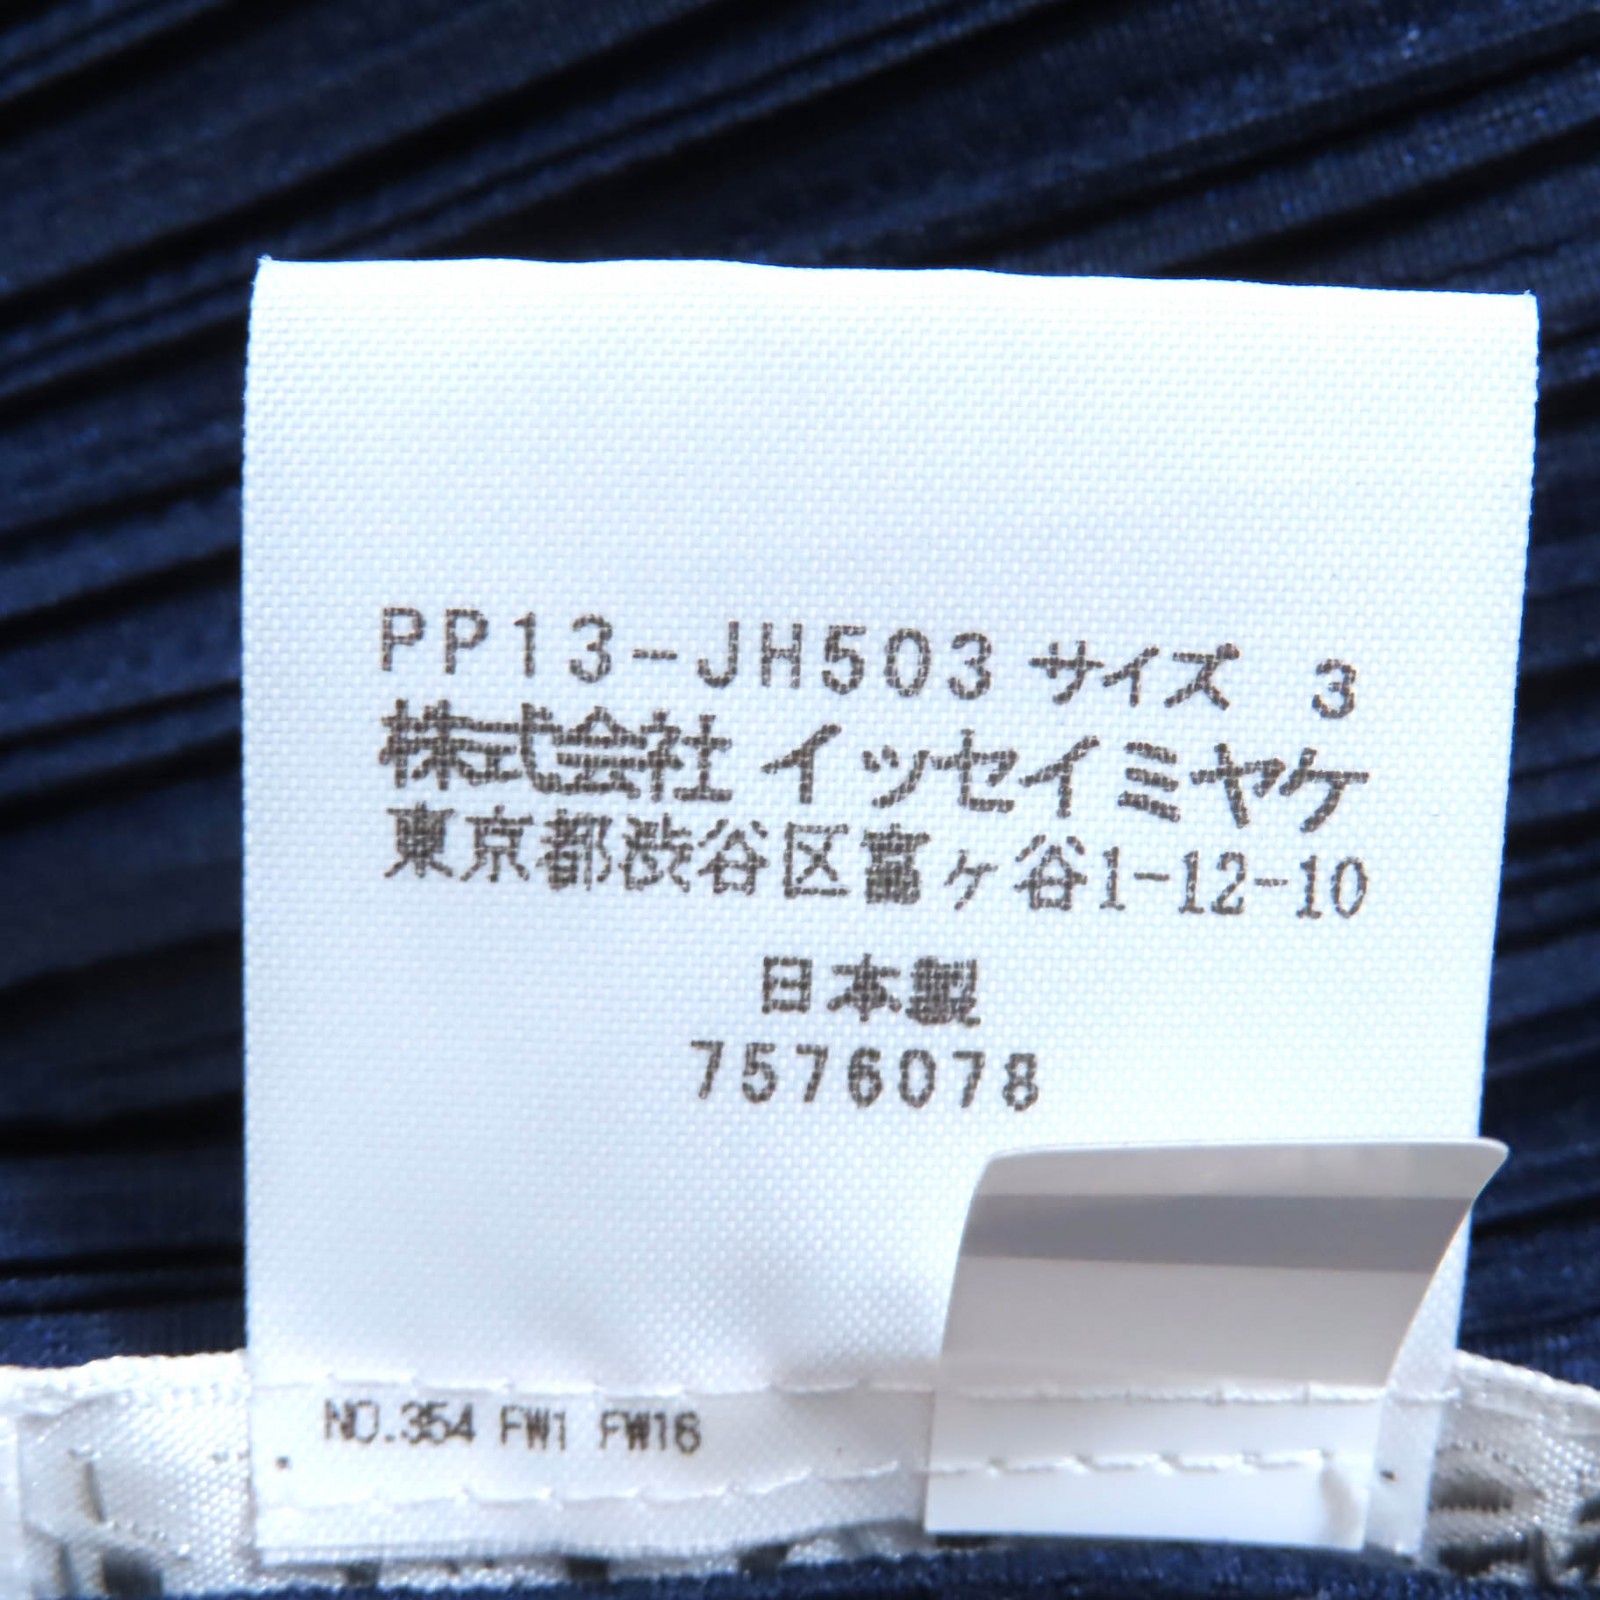 PP13-JH503 サイズ 3
株式会社 イッセイミヤケ
東京都渋谷区富ヶ谷1-12-10
日本製
7576078
NO.354 FW1 FW16